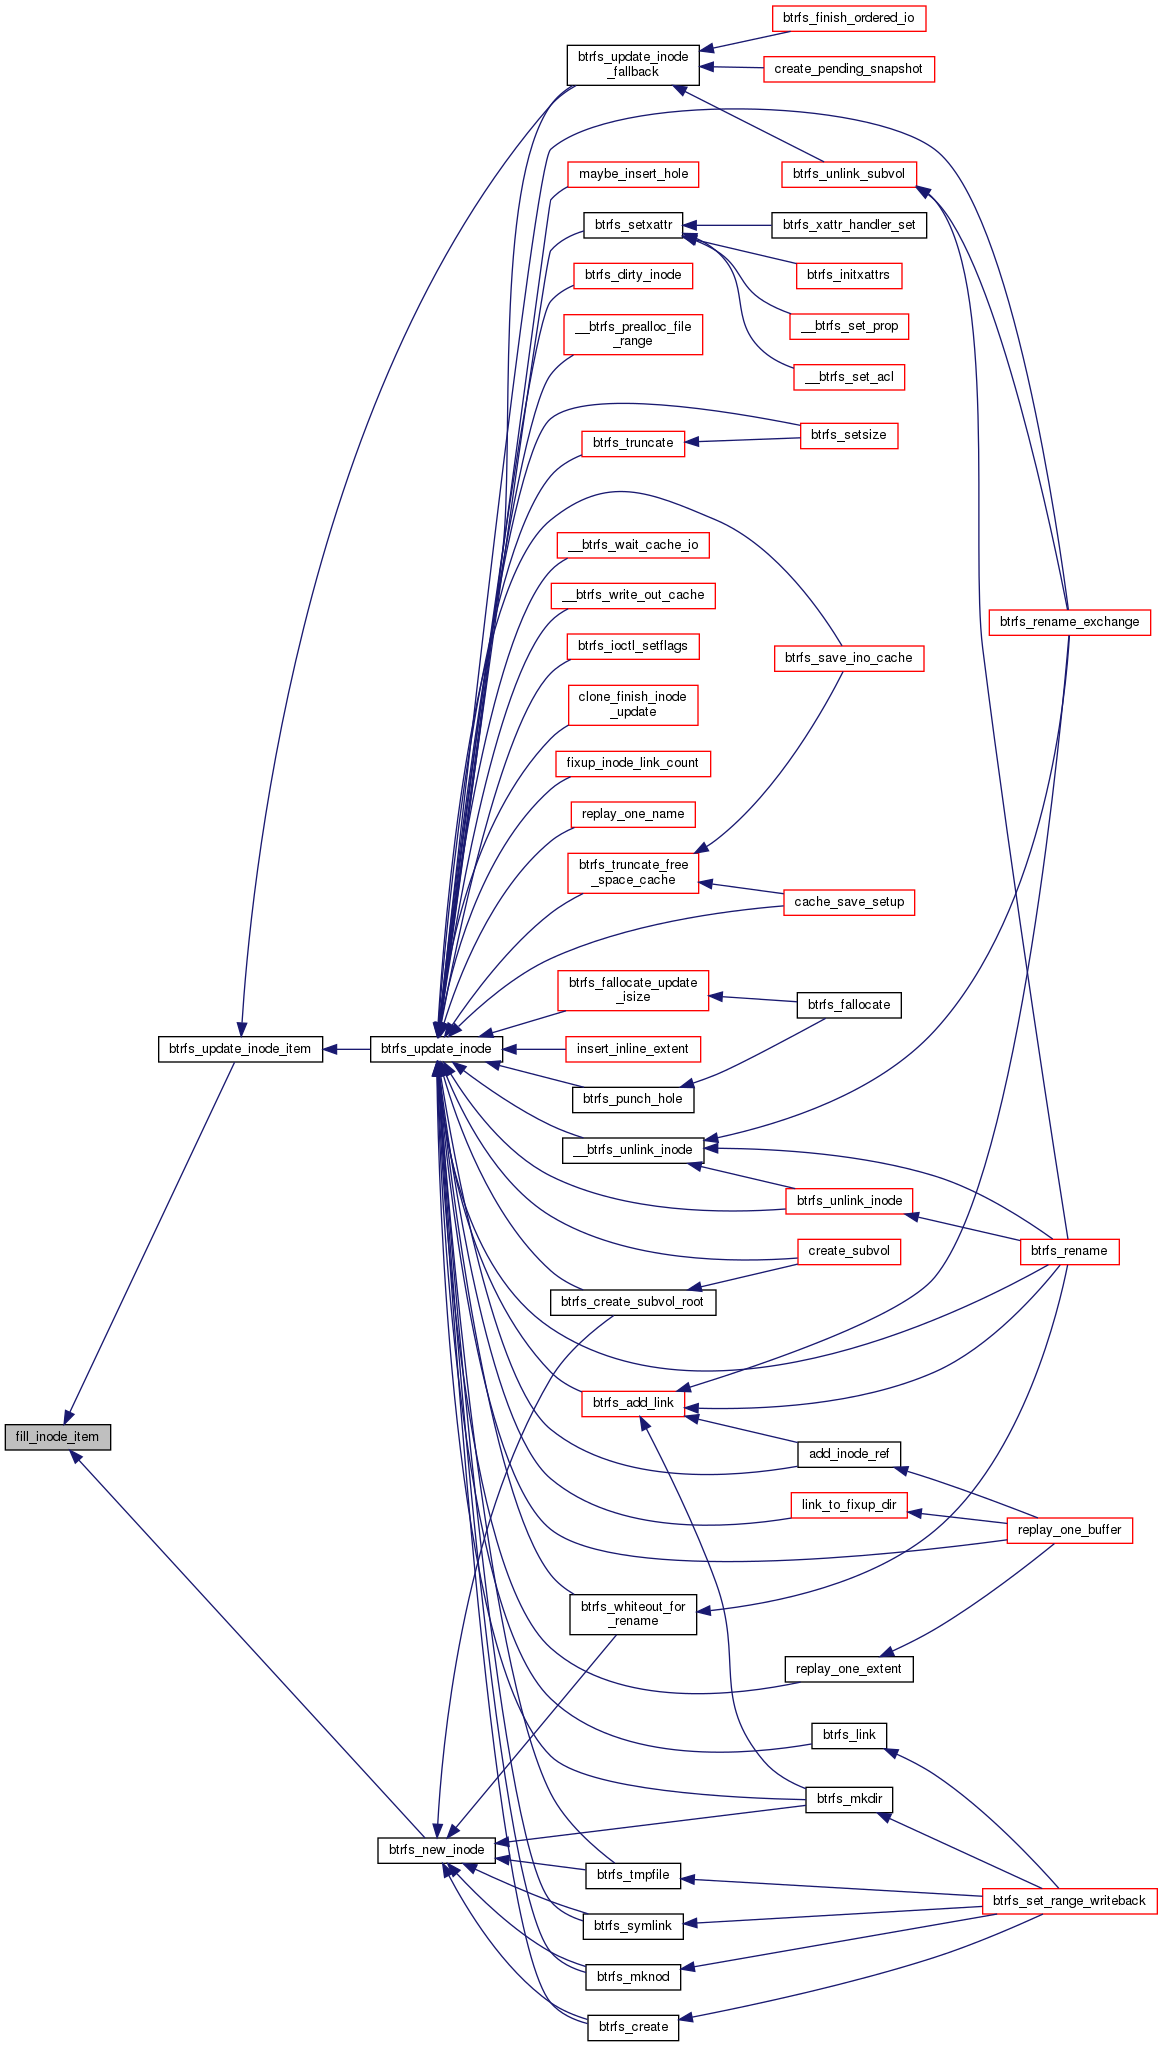 btrfs_finish_ordered_io
btrfs_update_inode
_fallback
create_pending_snapshot
maybe_insert_hole
btrfs_unlink_subvol
btrfs_setxattr
btrfs_xattr_handler_set
btrfs_dirty_inode
btrfs_initxattrs
__btrfs_prealloc_file
_range
__btrfs_set_prop
__btrfs_set_acl
btrfs_truncate
btrfs_setsize
__btrfs_wait_cache_io
__btrfs_write_out_cache
btrfs_rename_exchange
btrfs_ioctl_setflags
btrfs_save_ino_cache
clone_finish_inode
_update
fixup_inode_link_count
replay_one_name
btrfs_truncate_free
_space_cache
cache_save_setup
btrfs_fallocate_update
_isize
btrfs_fallocate
btrfs_update_inode_item
btrfs_update_inode
insert_inline_extent
btrfs_punch_hole
__btrfs_unlink_inode
btrfs_unlink_inode
create_subvol
btrfs_rename
btrfs_create_subvol_root
btrfs_add_link
fill_inode_item
add_inode_ref
link_to_fixup_dir
replay_one_buffer
btrfs_whiteout_for
_rename
replay_one_extent
btrfs_link
btrfs_mkdir
btrfs_new_inode
btrfs_tmpfile
btrfs_set_range_writeback
btrfs_symlink
btrfs_mknod
btrfs_create